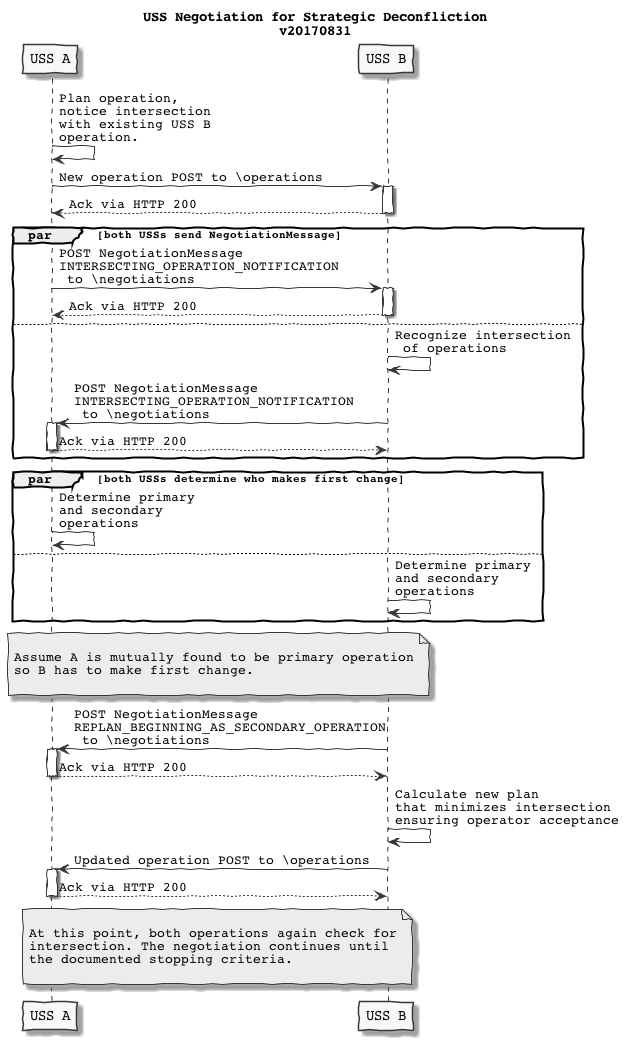 USS Negotiation for Strategic Deconfliction
v20170831
USS A
USS B
Plan operation,
notice intersection
with existing USS B
operation.
New operation POST to \operations
Ack via HTTP 200
par
[both USSs send NegotiationMessage]
POST NegotiationMessage
INTERSECTING_OPERATION_NOTIFICATION
to \negotiations
Ack via HTTP 200
Recognize intersection
of operations
POST NegotiationMessage
INTERSECTING_OPERATION_NOTIFICATION
to \negotiations
Ack via HTTP 200
par
[both USSs determine who makes first change]
Determine primary
and secondary
operations
Determine primary
and secondary
operations
Assume A is mutually found to be primary operation
so B has to make first change.
POST NegotiationMessage
REPLAN_BEGINNING_AS_SECONDARY_OPERATION
to \negotiations
Ack via HTTP 200
Calculate new plan
that minimizes intersection
ensuring operator acceptance
Updated operation POST to \operations
Ack via HTTP 200
At this point, both operations again check for
intersection. The negotiation continues until
the documented stopping criteria.
USS A
USS B